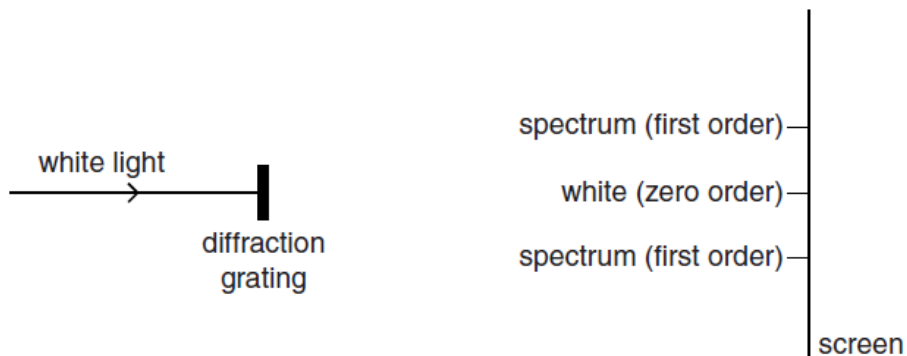 spectrum (first order)
white light
white (zero order)
diffraction
grating
spectrum (first order)
screen